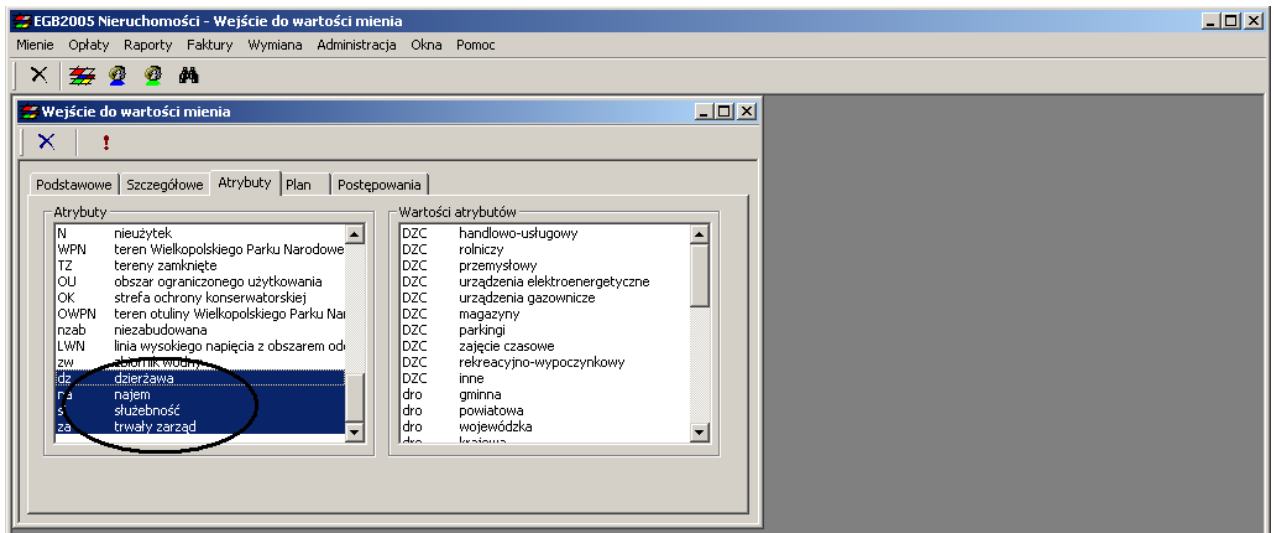 EGB2005 Nieruchomości - Wejście do wartości mienia
Mienie Opłaty Raporty Faktury Wymiana Administracja Okna Pomoc
Wejście do wartości mienia
Podstawowe Szczegółowe Atrybuty Plan Postępowania
Atrybuty
N nieużytek
WPN teren Wielkopolskiego Parku Narodowe
TZ tereny zamknięte
OU obszar ograniczonego użytkowania
OK strefa ochrony konserwatorskiej
OWPN teren otuliny Wielkopolskiego Parku Nar
nzab niezabudowana
LWN linia wysokiego napięcia z obszarem odd
zw zbiornik wodny
dz dzierżawa
na najem
służebność
za trwały zarząd
Wartości atrybutów
DZC handlowo-usługowy
DZC rolniczy
DZC przemysłowy
DZC urządzenia elektroenergetyczne
DZC urządzenia gazownicze
DZC magazyny
DZC parkingi
DZC zajęcie czasowe
DZC rekreacyjno-wypoczynkowy
DZC inne
dro gminna
dro powiatowa
dro wojewódzka
dro krajowa